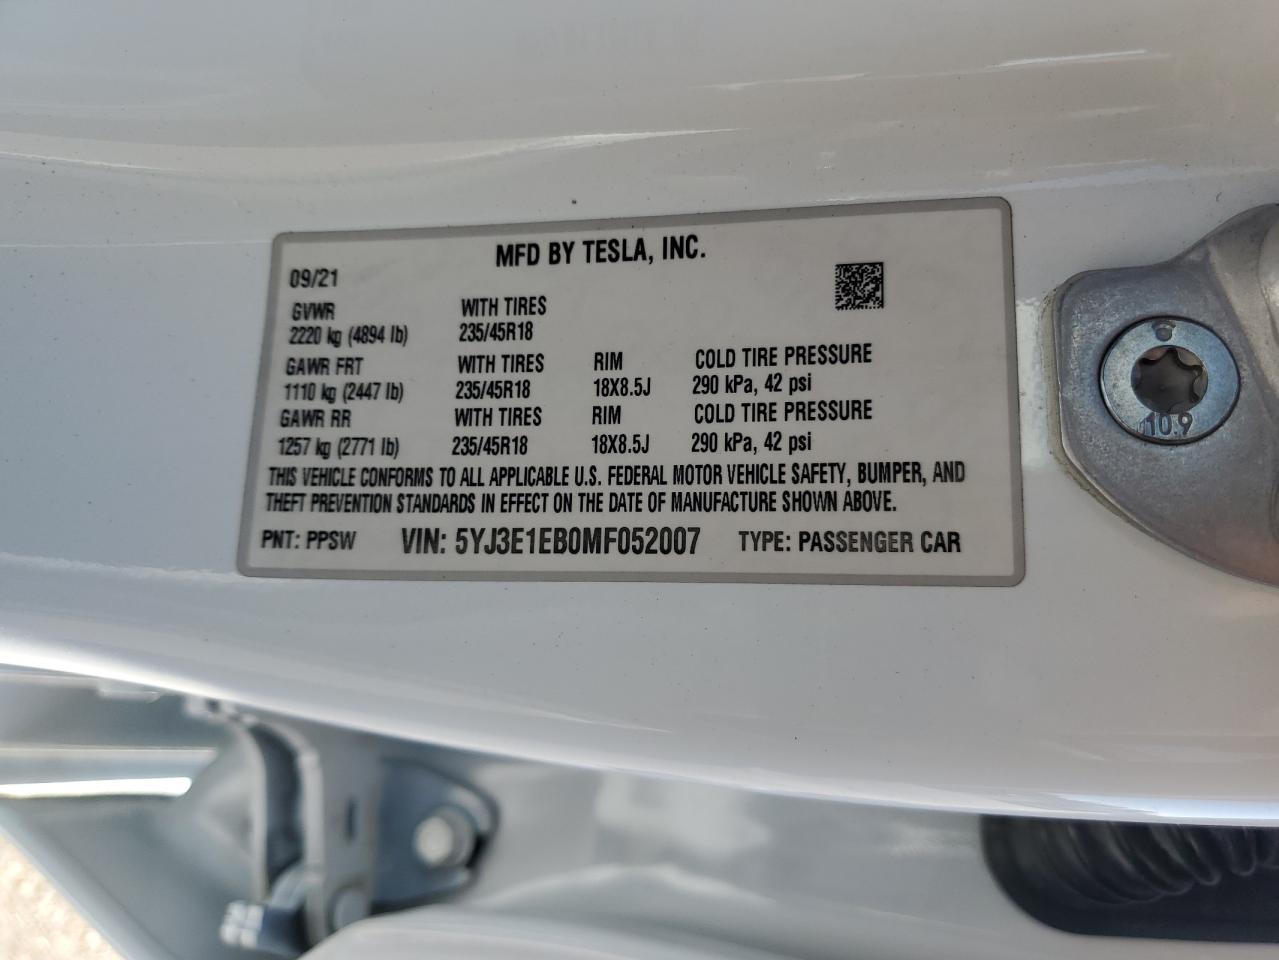 MFD BY TESLA, INC.
09/21
GVWR WITH TIRES
2220 kg (4894 lb) 235/45R18
GAWR FRT WITH TIRES RIM COLD TIRE PRESSURE
1110 kg (2447 lb) 235/45R18 18X8.5J 290 kPa, 42 psi
GAWR RR WITH TIRES RIM COLD TIRE PRESSURE
1257 kg (2771 lb) 235/45R18 18X8.5J 290 kPa, 42 psi
THIS VEHICLE CONFORMS TO ALL APPLICABLE U.S. FEDERAL MOTOR VEHICLE SAFETY, BUMPER, AND
THEFT PREVENTION STANDARDS IN EFFECT ON THE DATE OF MANUFACTURE SHOWN ABOVE.
PNT: PPSW VIN: 5YJ3E1EB0MF052007 TYPE: PASSENGER CAR
10.9